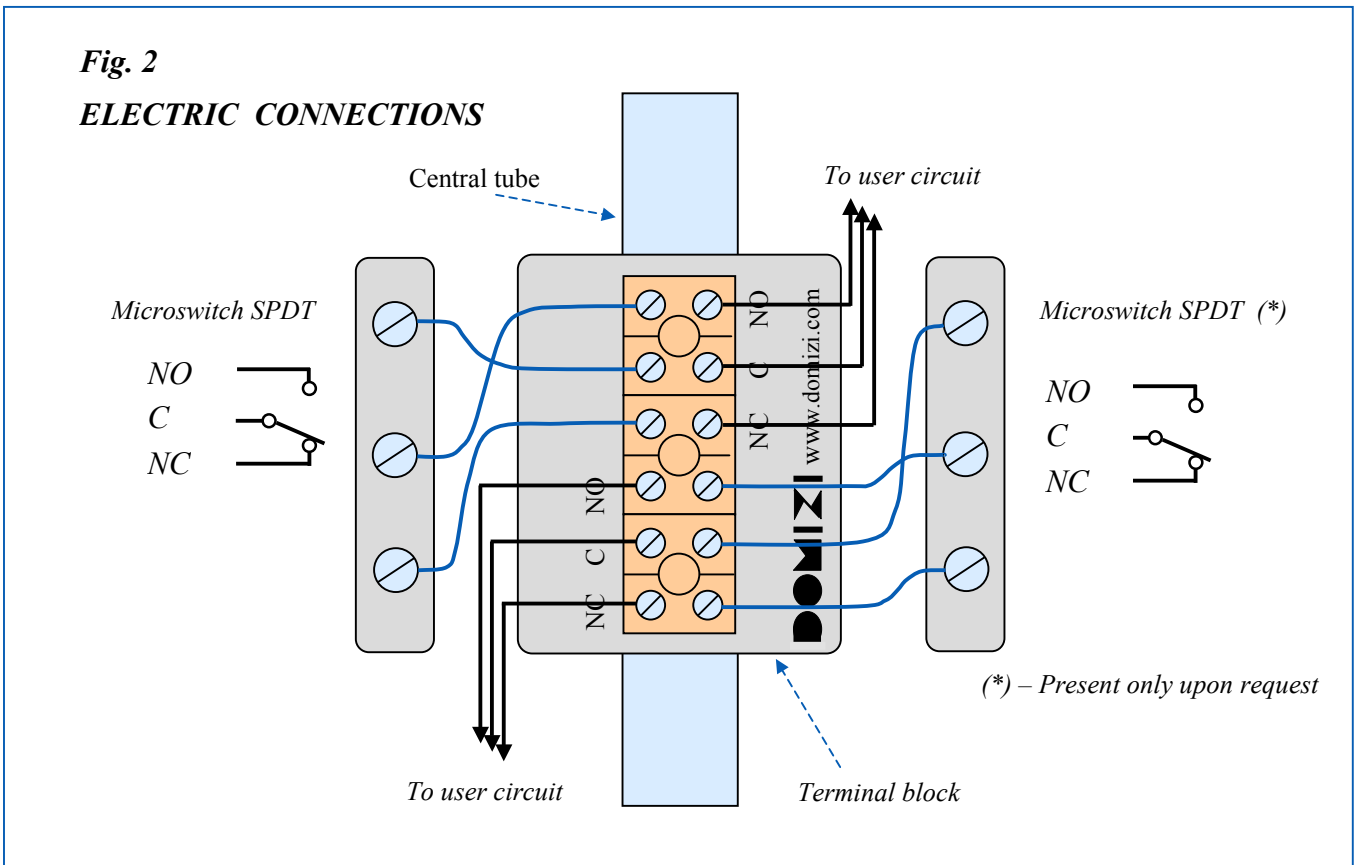 Fig. 2
ELECTRIC CONNECTIONS
Central tube
To user circuit
Microswitch SPDT
NO
C
NC
NO
C
NC
NO
C
NC
DOMIZI www.domizi.com
Microswitch SPDT (*)
NO
C
NC
(*) – Present only upon request
To user circuit
Terminal block